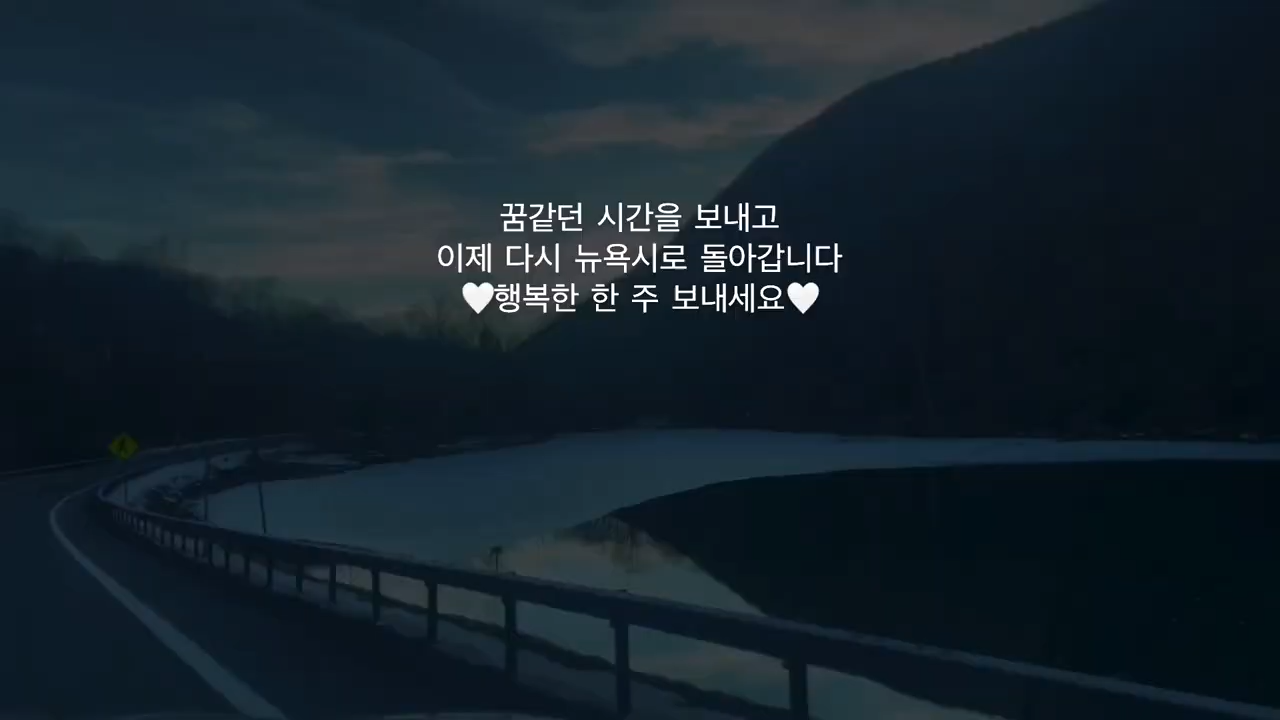 꿈같던 시간을 보내고
이제 다시 뉴욕시로 돌아갑니다
🤍행복한 한 주 보내세요🤍